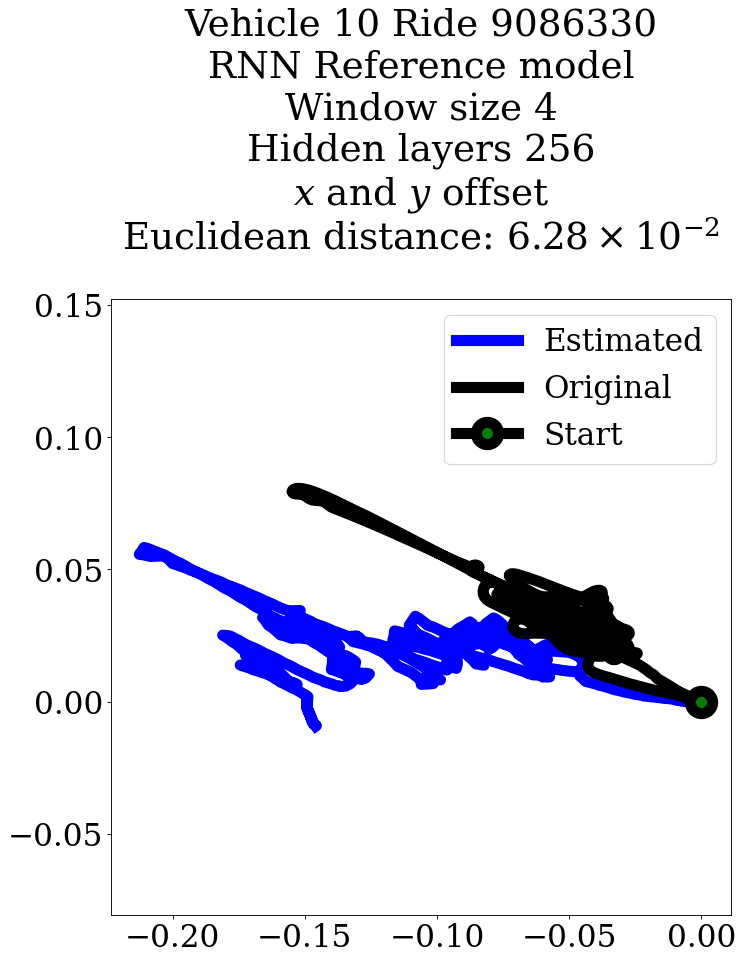 Vehicle 10 Ride 9086330
RNN Reference model
Window size 4
Hidden layers 256
x and y offset
Euclidean distance: 6.28 × 10⁻²
Estimated
Original
Start
0.15
0.10
0.05
0.00
−0.05
−0.20 −0.15 −0.10 −0.05 0.00